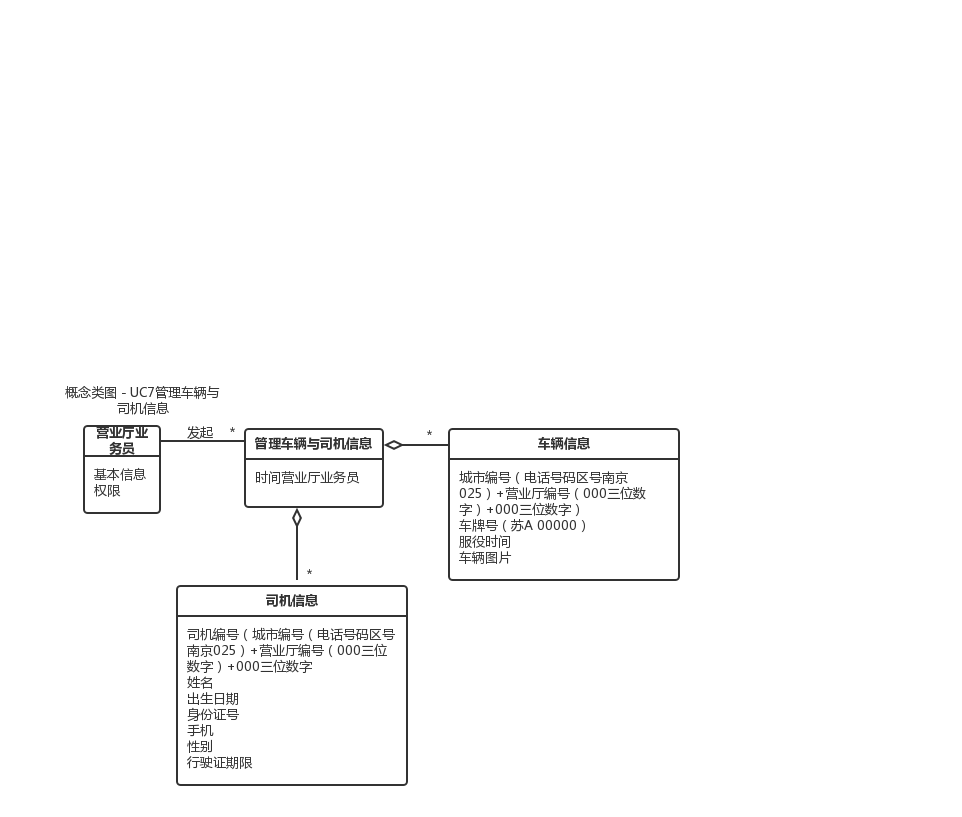 概念类图 - UC7管理车辆与
司机信息
营业厅业
务员
基本信息
权限
发起
*
管理车辆与司机信息
时间营业厅业务员
*
车辆信息
城市编号（电话号码区号南京
025）+营业厅编号（000三位数
字）+000三位数字）
车牌号（苏A 00000）
服役时间
车辆图片
*
司机信息
司机编号（城市编号（电话号码区号
南京025）+营业厅编号（000三位
数字）+000三位数字
姓名
出生日期
身份证号
手机
性别
行驶证期限